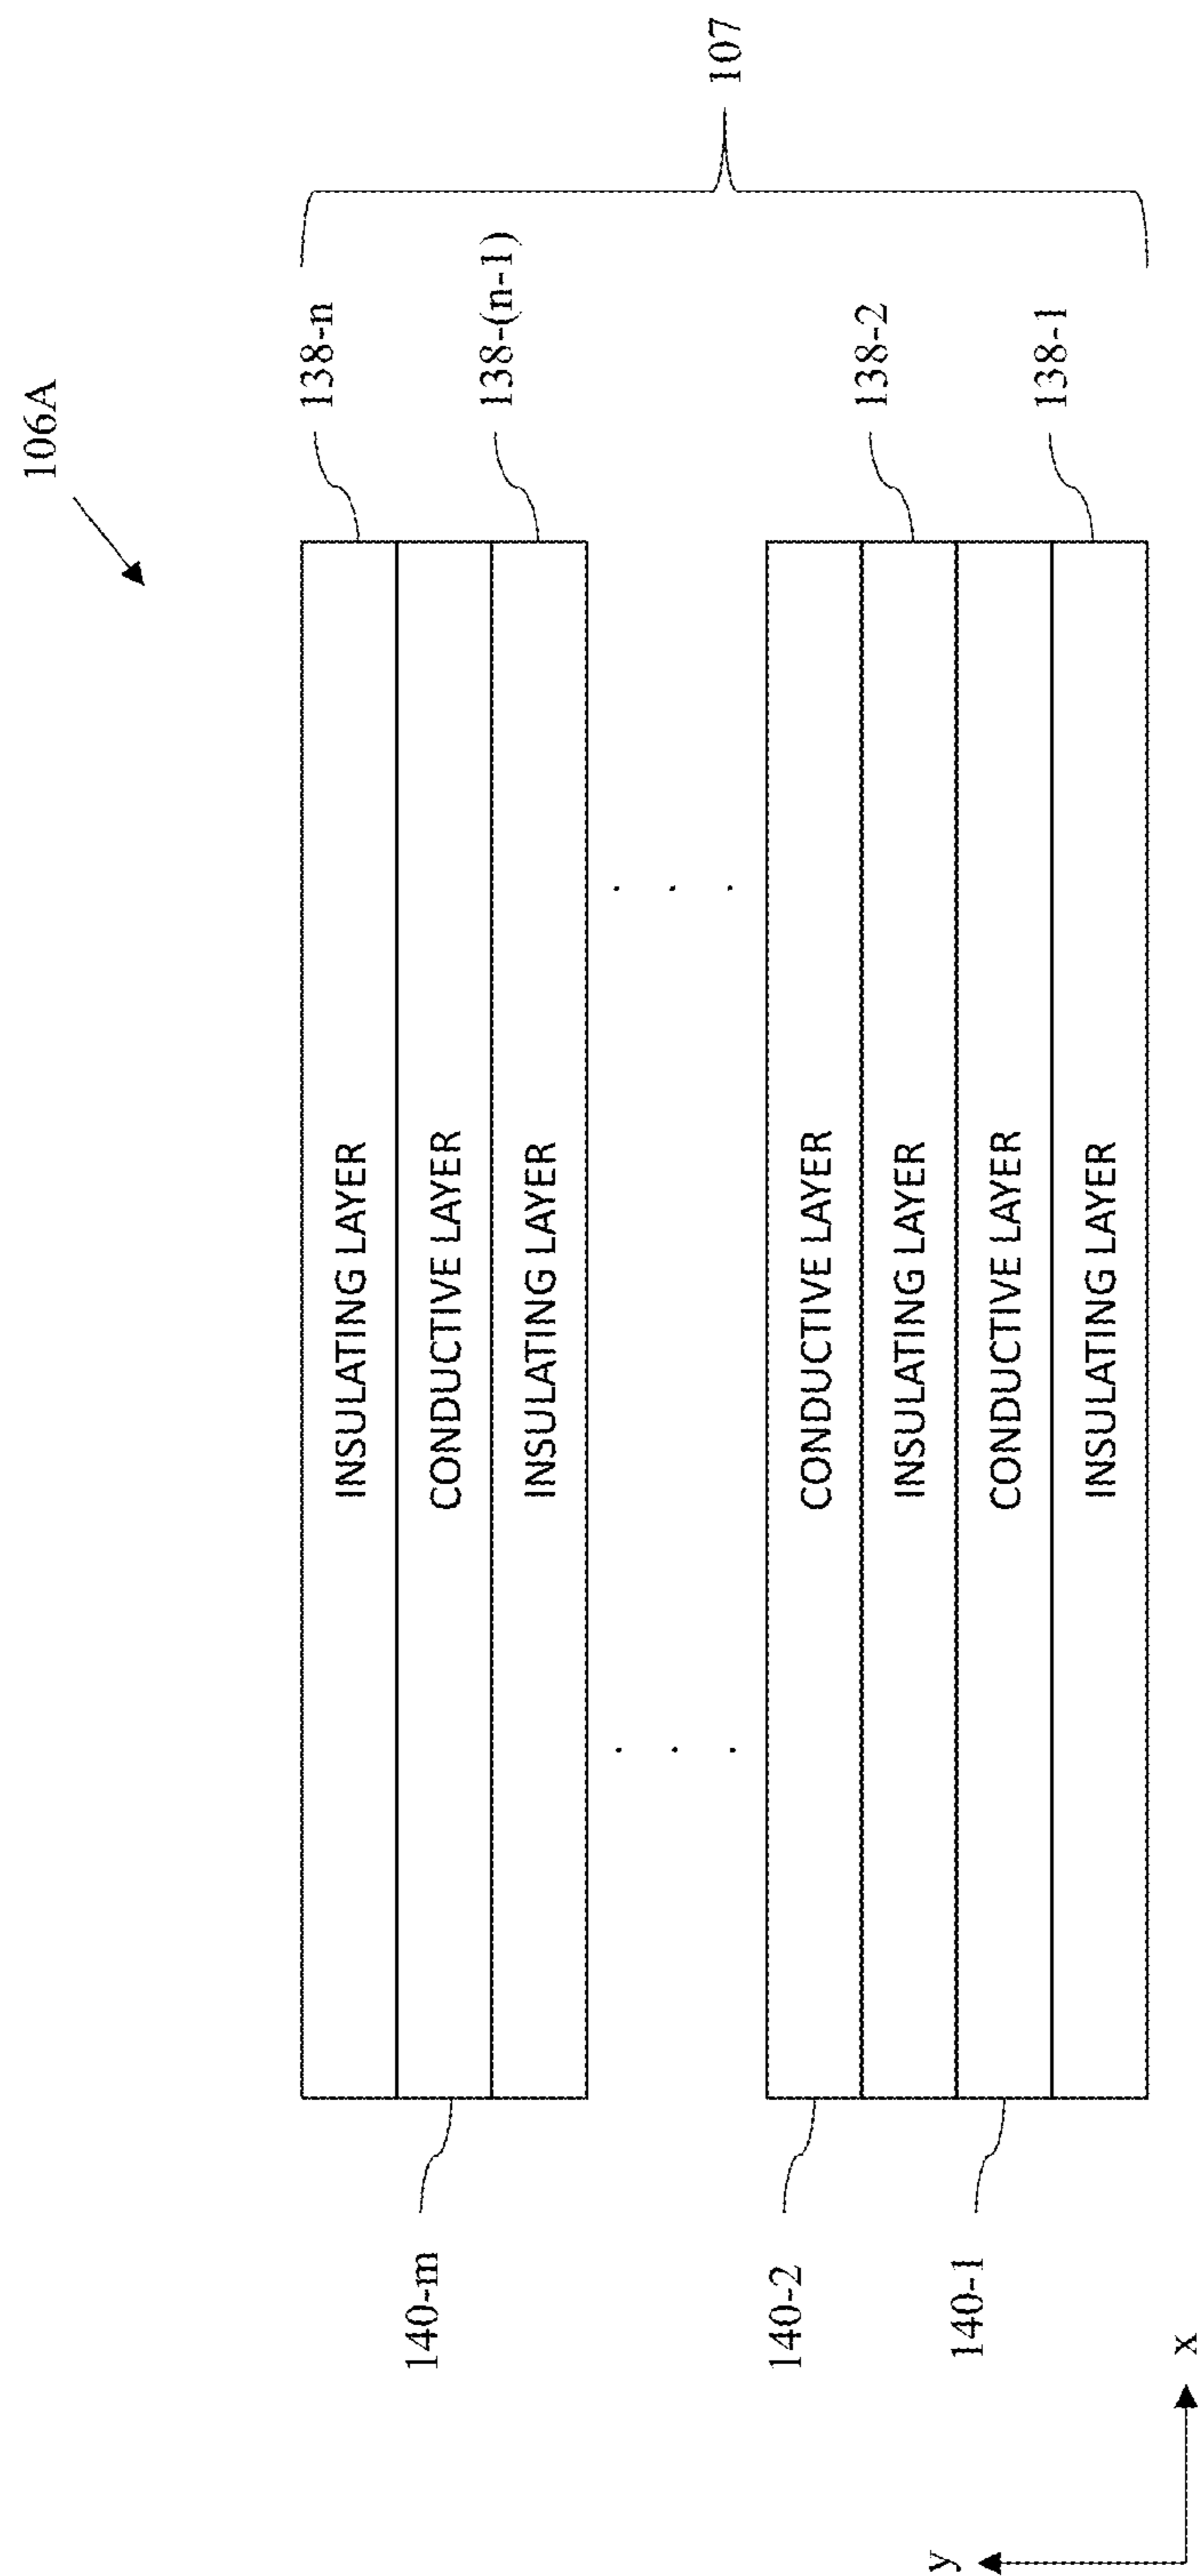 106A
107
138-n
INSULATING LAYER
140-m
CONDUCTIVE LAYER
138-(n-1)
INSULATING LAYER
. . .
. . .
140-2
CONDUCTIVE LAYER
138-2
INSULATING LAYER
140-1
CONDUCTIVE LAYER
138-1
INSULATING LAYER
y
x